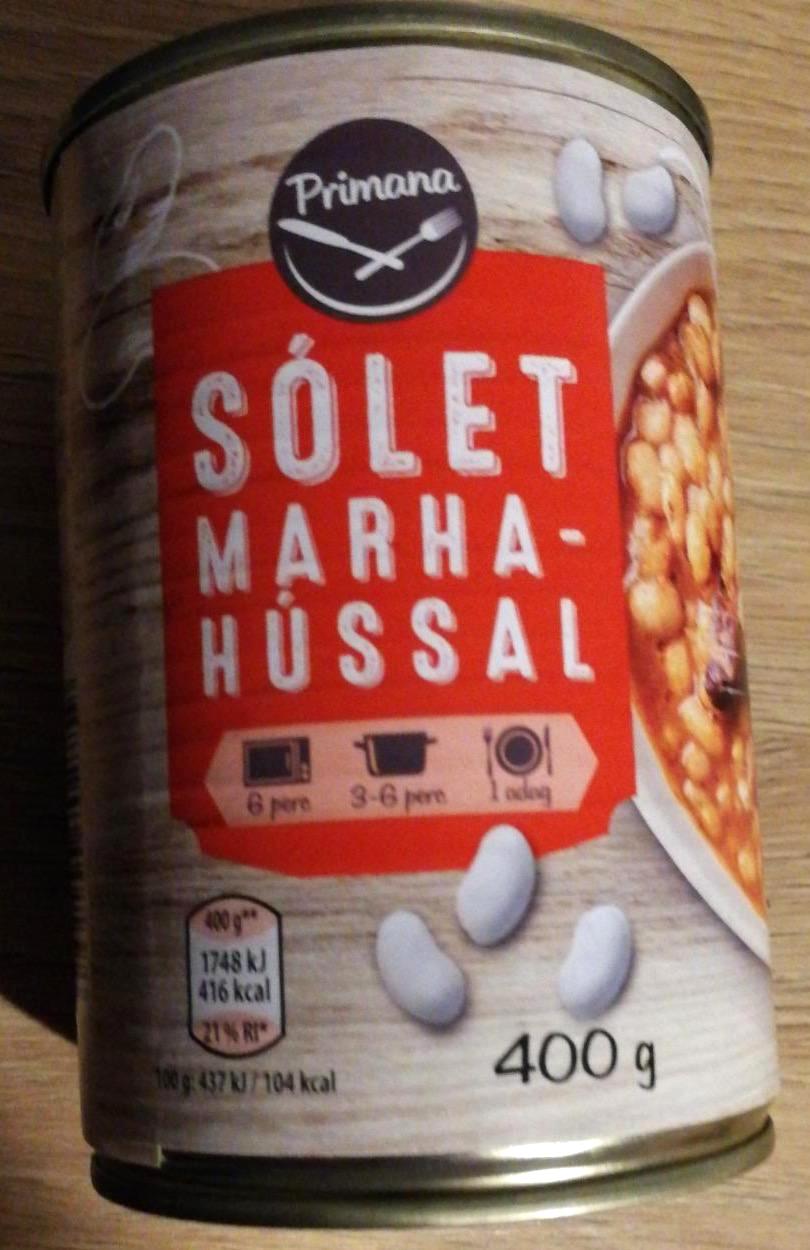 Primana
SÓLET
MARHA-
HÚSSAL
6 perc
3-6 perc
1 adag
400 g**
1748 kJ
416 kcal
21 % RI*
100 g: 437 kJ / 104 kcal
400 g